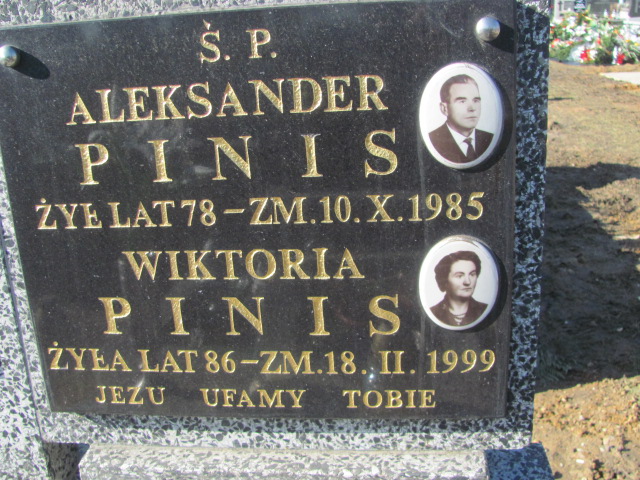 Ś. P.
ALEKSANDER
PINIS
ŻYŁ LAT 78 – ZM. 10. X. 1985
WIKTORIA
PINIS
ŻYŁA LAT 86 – ZM. 18. II. 1999
JEZU UFAMY TOBIE